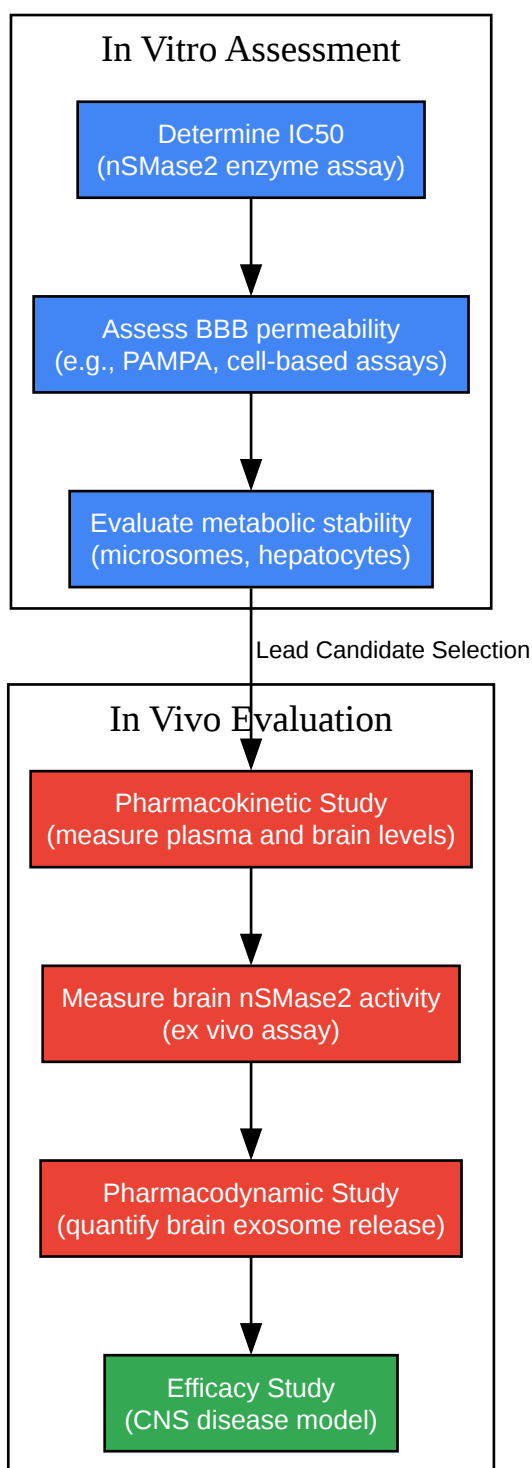 In Vitro Assessment
Determine IC50
(nSMase2 enzyme assay)
Assess BBB permeability
(e.g., PAMPA, cell-based assays)
Evaluate metabolic stability
(microsomes, hepatocytes)
Lead Candidate Selection
In Vivo Evaluation
Pharmacokinetic Study
(measure plasma and brain levels)
Measure brain nSMase2 activity
(ex vivo assay)
Pharmacodynamic Study
(quantify brain exosome release)
Efficacy Study
(CNS disease model)